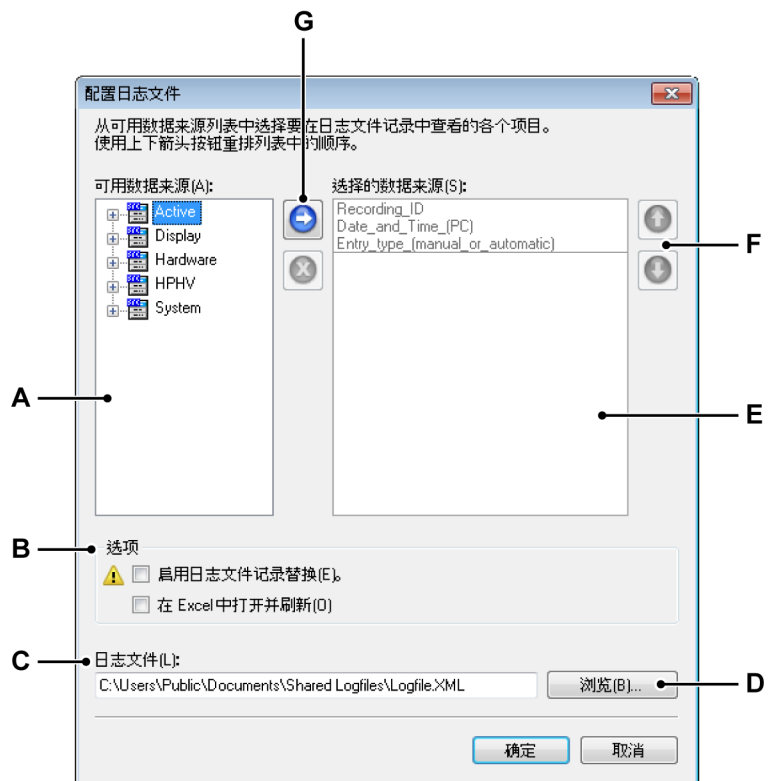 G
配置日志文件
从可用数据来源列表中选择要在日志文件记录中查看的各个项目。
使用上下箭头按钮重排列表中的顺序。
可用数据来源(A):
选择的数据来源(S):
Active
Display
Hardware
HPHV
System
Recording_ID
Date_and_Time_(PC)
Entry_type_(manual_or_automatic)
F
A
E
B
选项
启用日志文件记录替换(E)。
在 Excel 中打开并刷新(O)
C
日志文件(L):
C:\Users\Public\Documents\Shared Logfiles\Logfile.XML
浏览(B)...
D
确定
取消